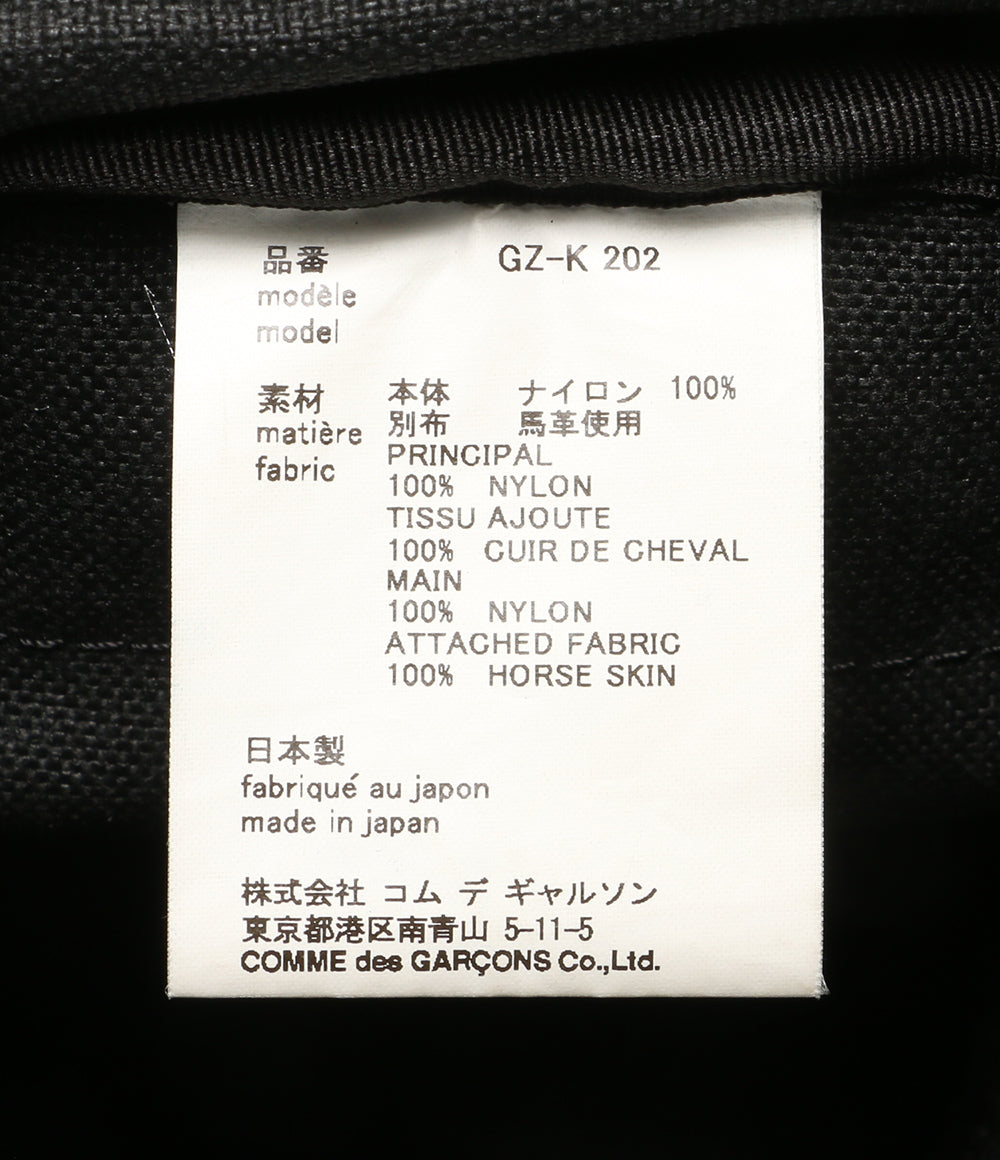 品番 GZ-K 202
modèle
model
素材 本体 ナイロン 100%
matière 別布 馬革使用
fabric PRINCIPAL
100% NYLON
TISSU AJOUTE
100% CUIR DE CHEVAL
MAIN
100% NYLON
ATTACHED FABRIC
100% HORSE SKIN
日本製
fabriqué au japon
made in japan
株式会社 コム デ ギャルソン
東京都港区南青山 5-11-5
COMME des GARÇONS Co.,Ltd.